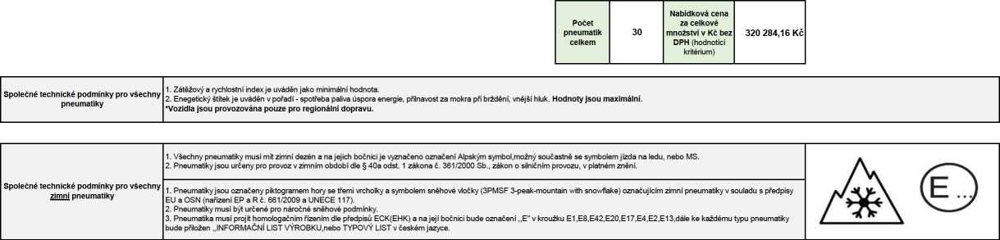 Počet
pneumatik
celkem
30
Nabídková cena
za celkové
množství v Kč bez
DPH (hodnotící
kritérium)
320 284,16 Kč
Společné technické podmínky pro všechny
pneumatiky
1. Zátěžový a rychlostní index je uváděn jako minimální hodnota.
2. Enegetický štítek je uváděn v pořadí - spotřeba paliva úspora energie, přilnavost za mokra při brždění, vnější hluk. Hodnoty jsou maximální.
*Vozidla jsou provozována pouze pro regionální dopravu.
Společné technické podmínky pro všechny
zimní pneumatiky
1. Všechny pneumatiky musí mít zimní dezén a na jejich bočnici je vyznačeno označení Alpským symbol,možný součastně se symbolem jízda na ledu, nebo MS.
2. Pneumatiky jsou určeny pro provoz v zimním období dle § 40a odst. 1 zákona č. 361/2000 Sb., zákon o silničním provozu, v platném znění.
1. Pneumatiky jsou označeny piktogramem hory se třemi vrcholky a symbolem sněhové vločky (3PMSF 3-peak-mountain with snowflake) označujícím zimní pneumatiky v souladu s předpisy
EU a OSN (nařízení EP a R č. 661/2009 a UNECE 117).
2. Pneumatiky musí být určené pro náročné sněhové podmínky.
3. Pneumatika musí projít homologačním řízením dle předpisů ECK(EHK) a na její bočnici bude označení ,,E" v kroužku E1,E8,E42,E20,E17,E4,E2,E13,dále ke každému typu pneumatiky
bude přiložen ,,INFORMAČNÍ LIST VÝROBKU,nebo TYPOVÝ LIST v českém jazyce.
E ...